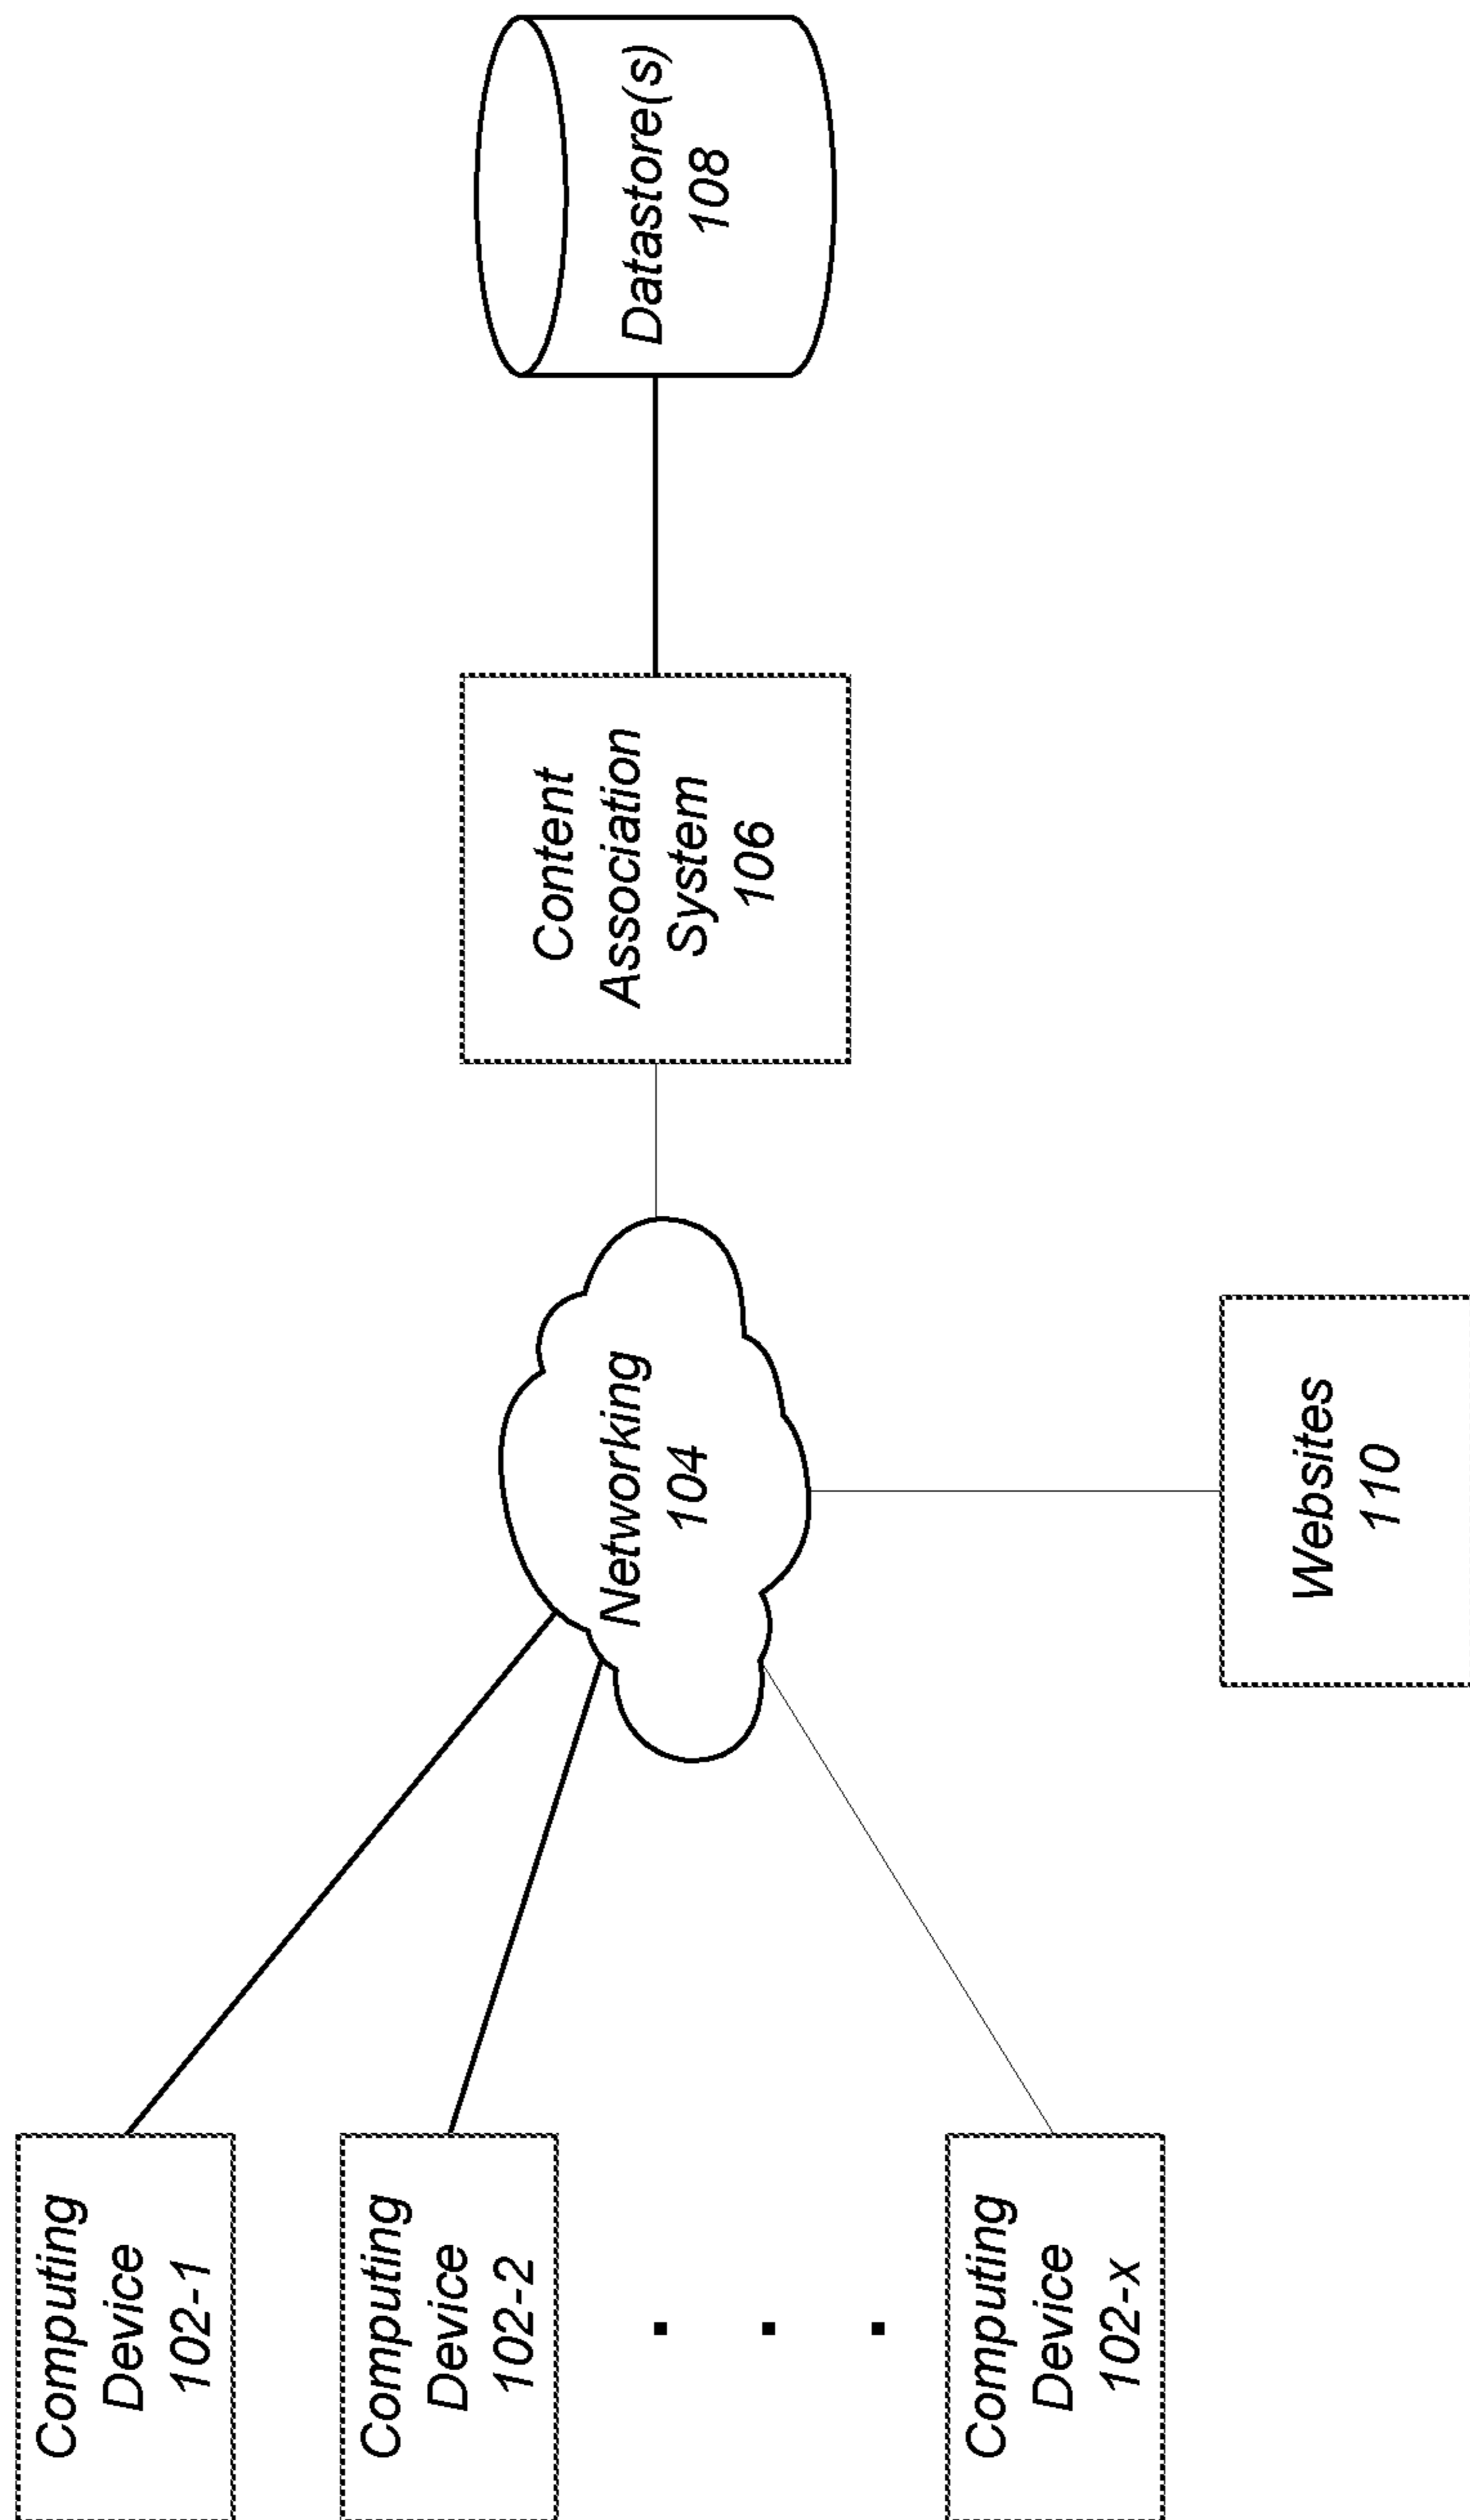 Computing
Device
102-1
Computing
Device
102-2
Computing
Device
102-x
Networking
104
Websites
110
Content
Association
System
106
Datastore(s)
108